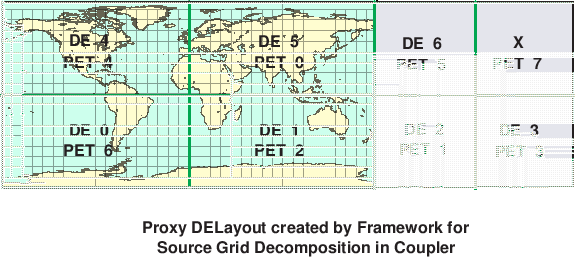 DE 4 DE 5 DE 6 X
PET 4 PET 0 PET 5 PET 7
DE 0 DE 1 DE 2 DE 3
PET 6 PET 2 PET 1 PET 3
Proxy DELayout created by Framework for
Source Grid Decomposition in Coupler